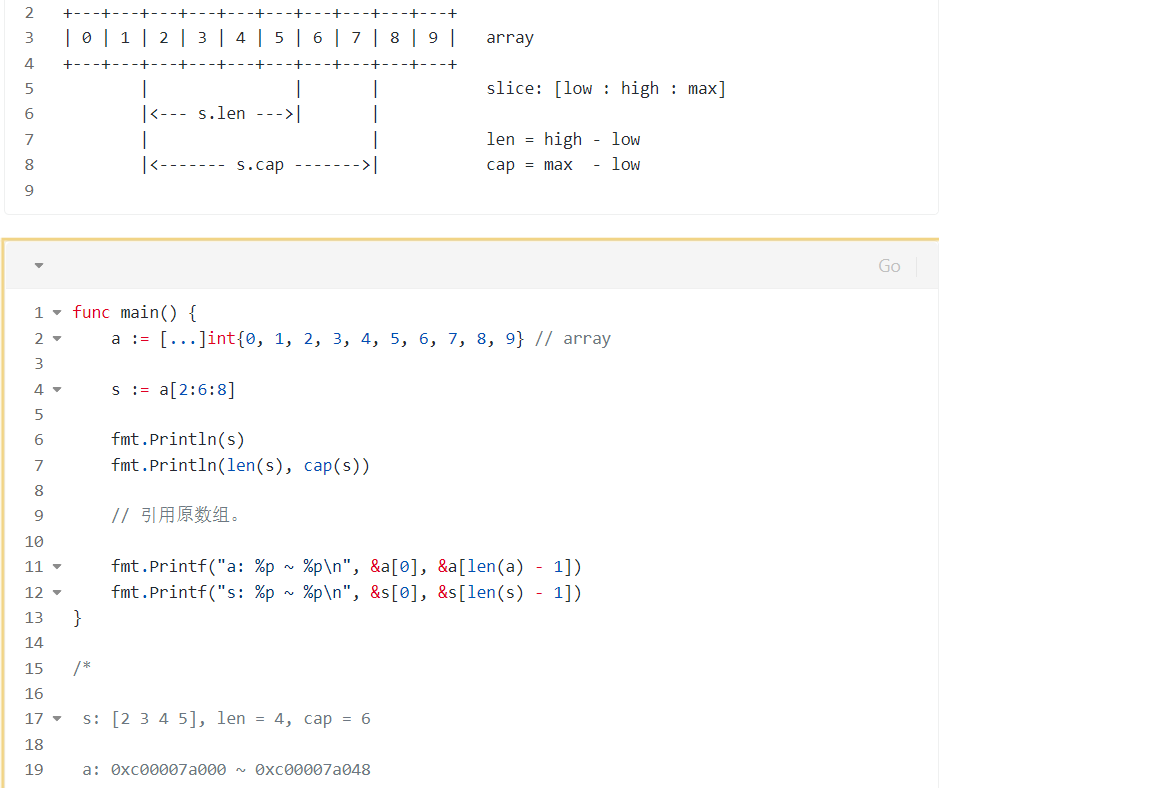 2 +---+---+---+---+---+---+---+---+---+---+
3 | 0 | 1 | 2 | 3 | 4 | 5 | 6 | 7 | 8 | 9 |   array
4 +---+---+---+---+---+---+---+---+---+---+
5         |               |       |           slice: [low : high : max]
6         |<--- s.len --->|       |
7         |                       |           len = high - low
8         |<------- s.cap ------->|           cap = max  - low
9
Go
1 func main() {
2     a := [...]int{0, 1, 2, 3, 4, 5, 6, 7, 8, 9} // array
3
4     s := a[2:6:8]
5
6     fmt.Println(s)
7     fmt.Println(len(s), cap(s))
8
9     // 引用原数组。
10
11     fmt.Printf("a: %p ~ %p\n", &a[0], &a[len(a) - 1])
12     fmt.Printf("s: %p ~ %p\n", &s[0], &s[len(s) - 1])
13 }
14
15 /*
16
17  s: [2 3 4 5], len = 4, cap = 6
18
19  a: 0xc00007a000 ~ 0xc00007a048